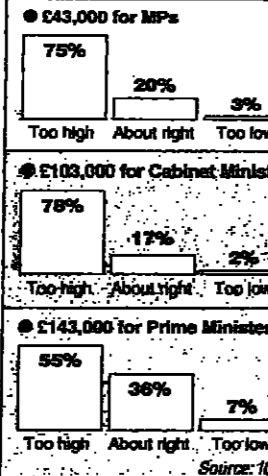 ● £43,000 for MPs
75%
20%
3%
Too high About right Too low
● £103,000 for Cabinet Minist
78%
17%
2%
Too high About right Too low
● £143,000 for Prime Minister
55%
36%
7%
Too high About right Too low
Source: